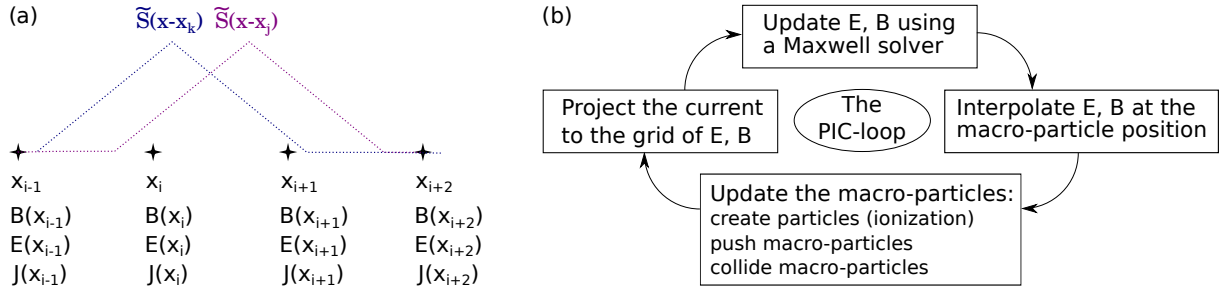 (a)
S̃(x-xₖ) S̃(x-xⱼ)
xᵢ₋₁ xᵢ xᵢ₊₁ xᵢ₊₂
B(xᵢ₋₁) B(xᵢ) B(xᵢ₊₁) B(xᵢ₊₂)
E(xᵢ₋₁) E(xᵢ) E(xᵢ₊₁) E(xᵢ₊₂)
J(xᵢ₋₁) J(xᵢ) J(xᵢ₊₁) J(xᵢ₊₂)
(b)
Update E, B using
a Maxwell solver
Project the current
to the grid of E, B
The
PIC-loop
Interpolate E, B at the
macro-particle position
Update the macro-particles:
create particles (ionization)
push macro-particles
collide macro-particles